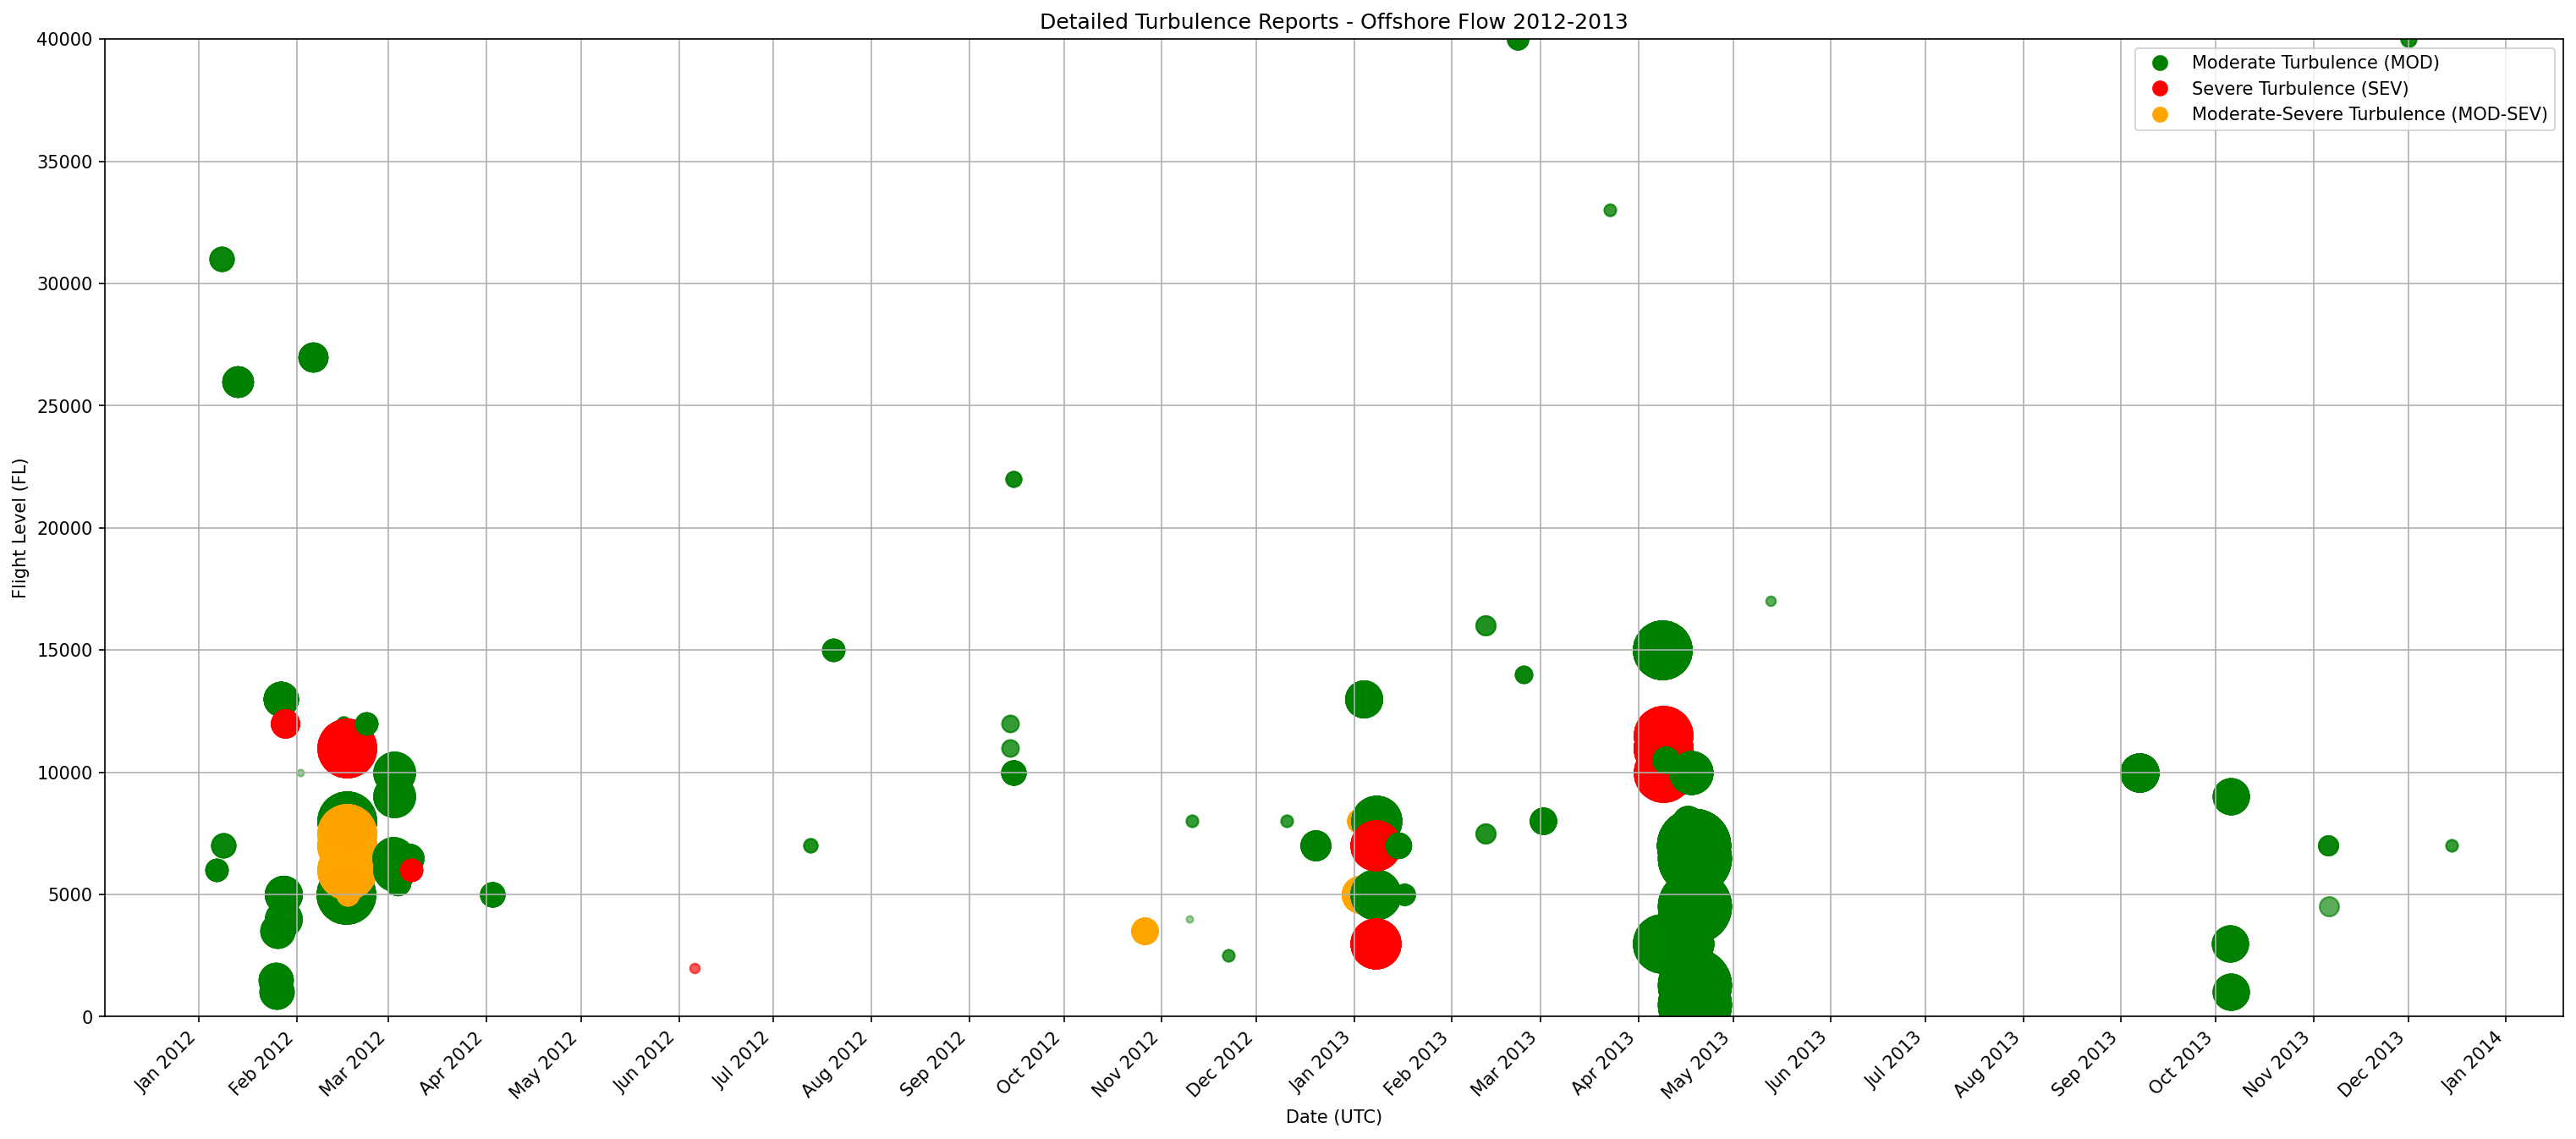 Detailed Turbulence Reports - Offshore Flow 2012-2013
40000
35000
30000
25000
20000
15000
10000
5000
0
Flight Level (FL)
Moderate Turbulence (MOD)
Severe Turbulence (SEV)
Moderate-Severe Turbulence (MOD-SEV)
Jan 2012
Feb 2012
Mar 2012
Apr 2012
May 2012
Jun 2012
Jul 2012
Aug 2012
Sep 2012
Oct 2012
Nov 2012
Dec 2012
Jan 2013
Feb 2013
Mar 2013
Apr 2013
May 2013
Jun 2013
Jul 2013
Aug 2013
Sep 2013
Oct 2013
Nov 2013
Dec 2013
Jan 2014
Date (UTC)